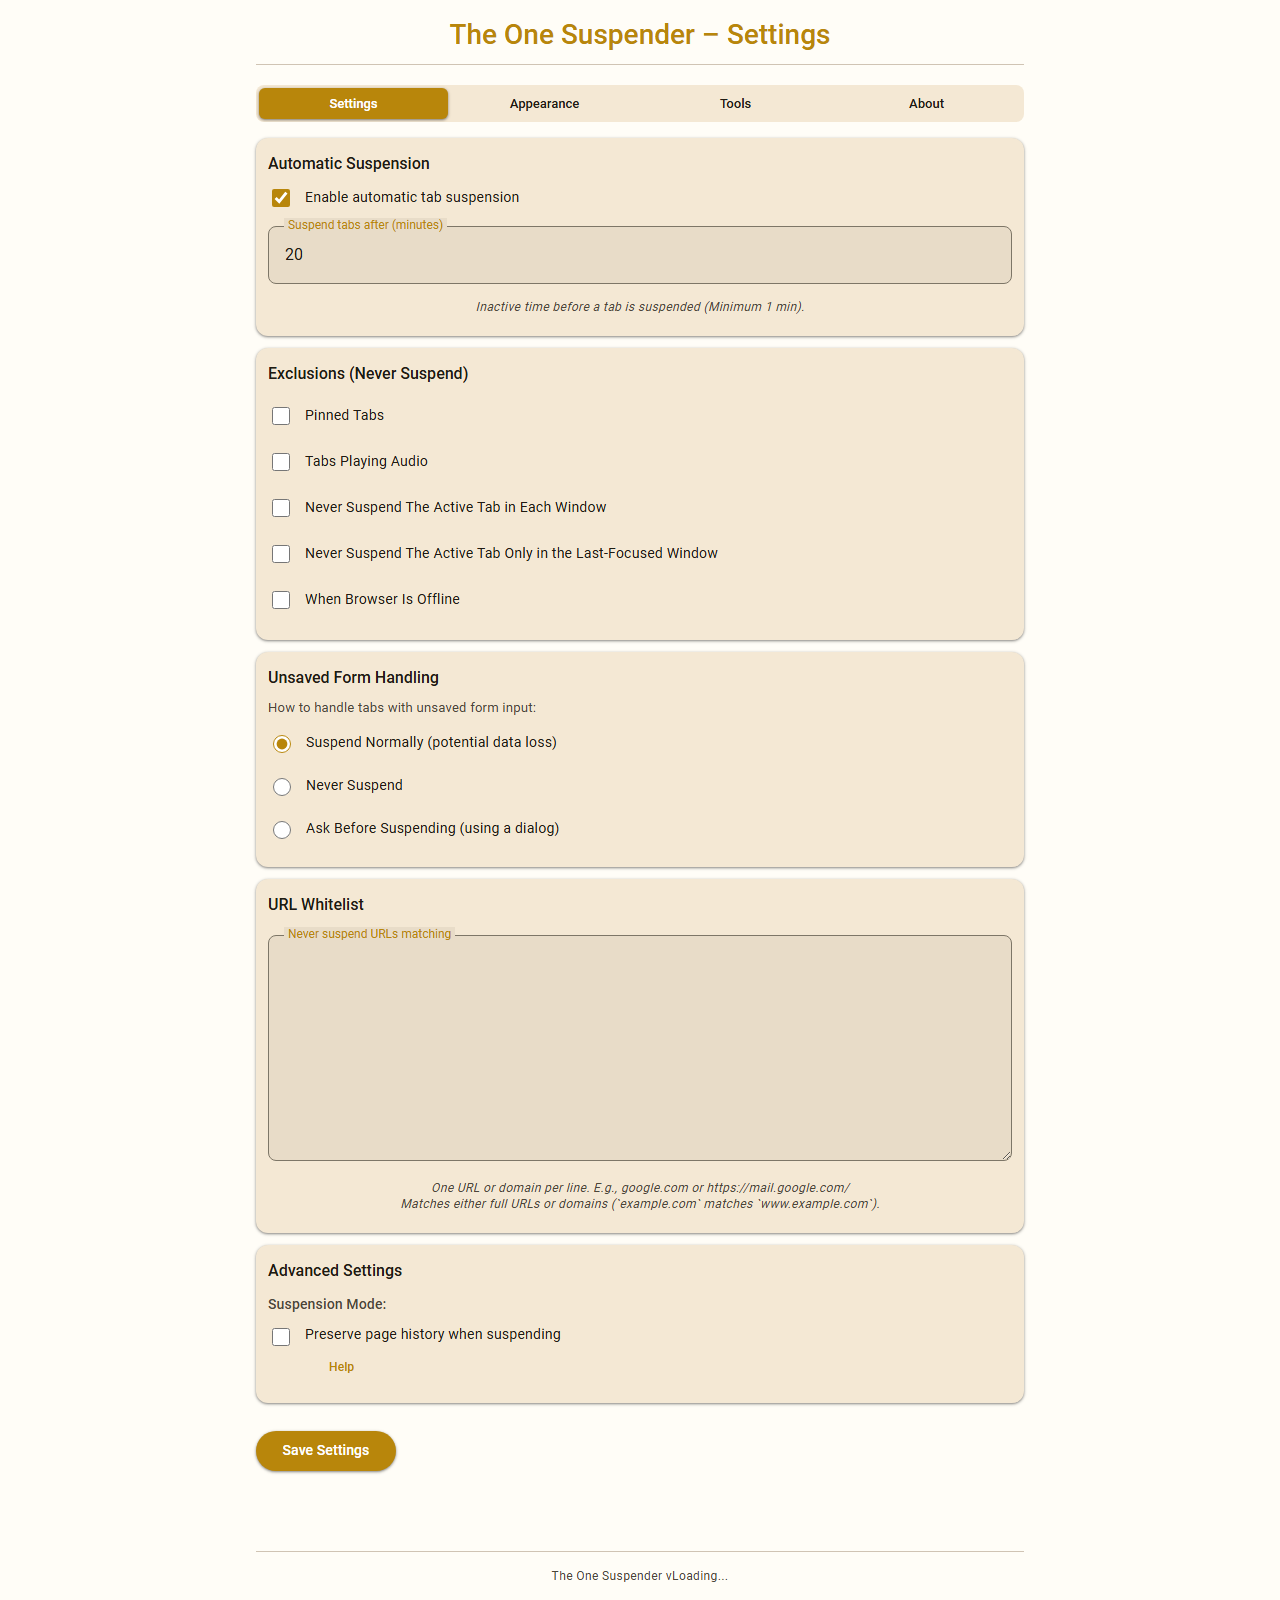 The One Suspender – Settings
Settings
Appearance
Tools
About
Automatic Suspension
Enable automatic tab suspension
Suspend tabs after (minutes)
20
Inactive time before a tab is suspended (Minimum 1 min).
Exclusions (Never Suspend)
Pinned Tabs
Tabs Playing Audio
Never Suspend The Active Tab in Each Window
Never Suspend The Active Tab Only in the Last-Focused Window
When Browser Is Offline
Unsaved Form Handling
How to handle tabs with unsaved form input:
Suspend Normally (potential data loss)
Never Suspend
Ask Before Suspending (using a dialog)
URL Whitelist
Never suspend URLs matching
One URL or domain per line. E.g., google.com or https://mail.google.com/
Matches either full URLs or domains (`example.com` matches `www.example.com`).
Advanced Settings
Suspension Mode:
Preserve page history when suspending
Help
Save Settings
The One Suspender vLoading...